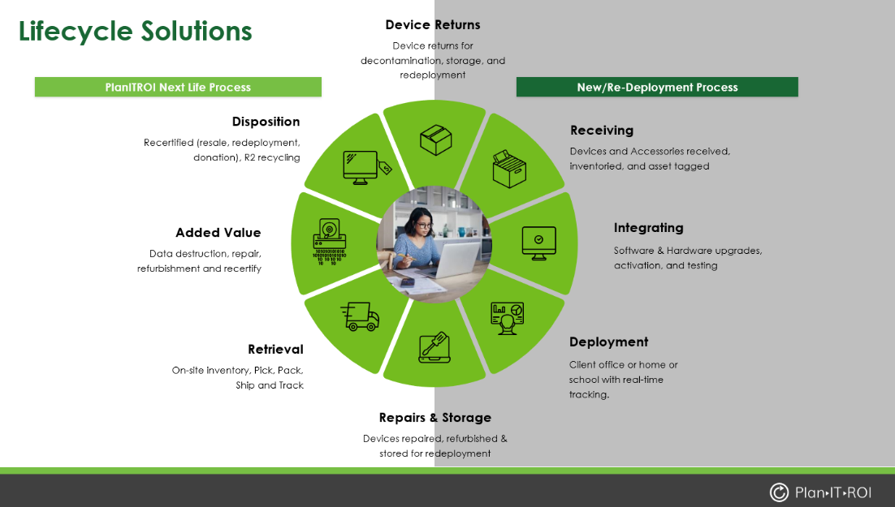 Lifecycle Solutions
Device Returns
Device returns for
decontamination, storage, and
redeployment
PlanITROI Next Life Process
New/Re-Deployment Process
Disposition
Recertified (resale, redeployment,
donation), R2 recycling
Receiving
Devices and Accessories received,
inventoried, and asset tagged
Added Value
Data destruction, repair,
refurbishment and recertify
Integrating
Software & Hardware upgrades,
activation, and testing
Retrieval
On-site inventory, Pick, Pack,
Ship and Track
Deployment
Client office or home or
school with real-time
tracking.
Repairs & Storage
Devices repaired, refurbished &
stored for redeployment
Plan▸IT▸ROI